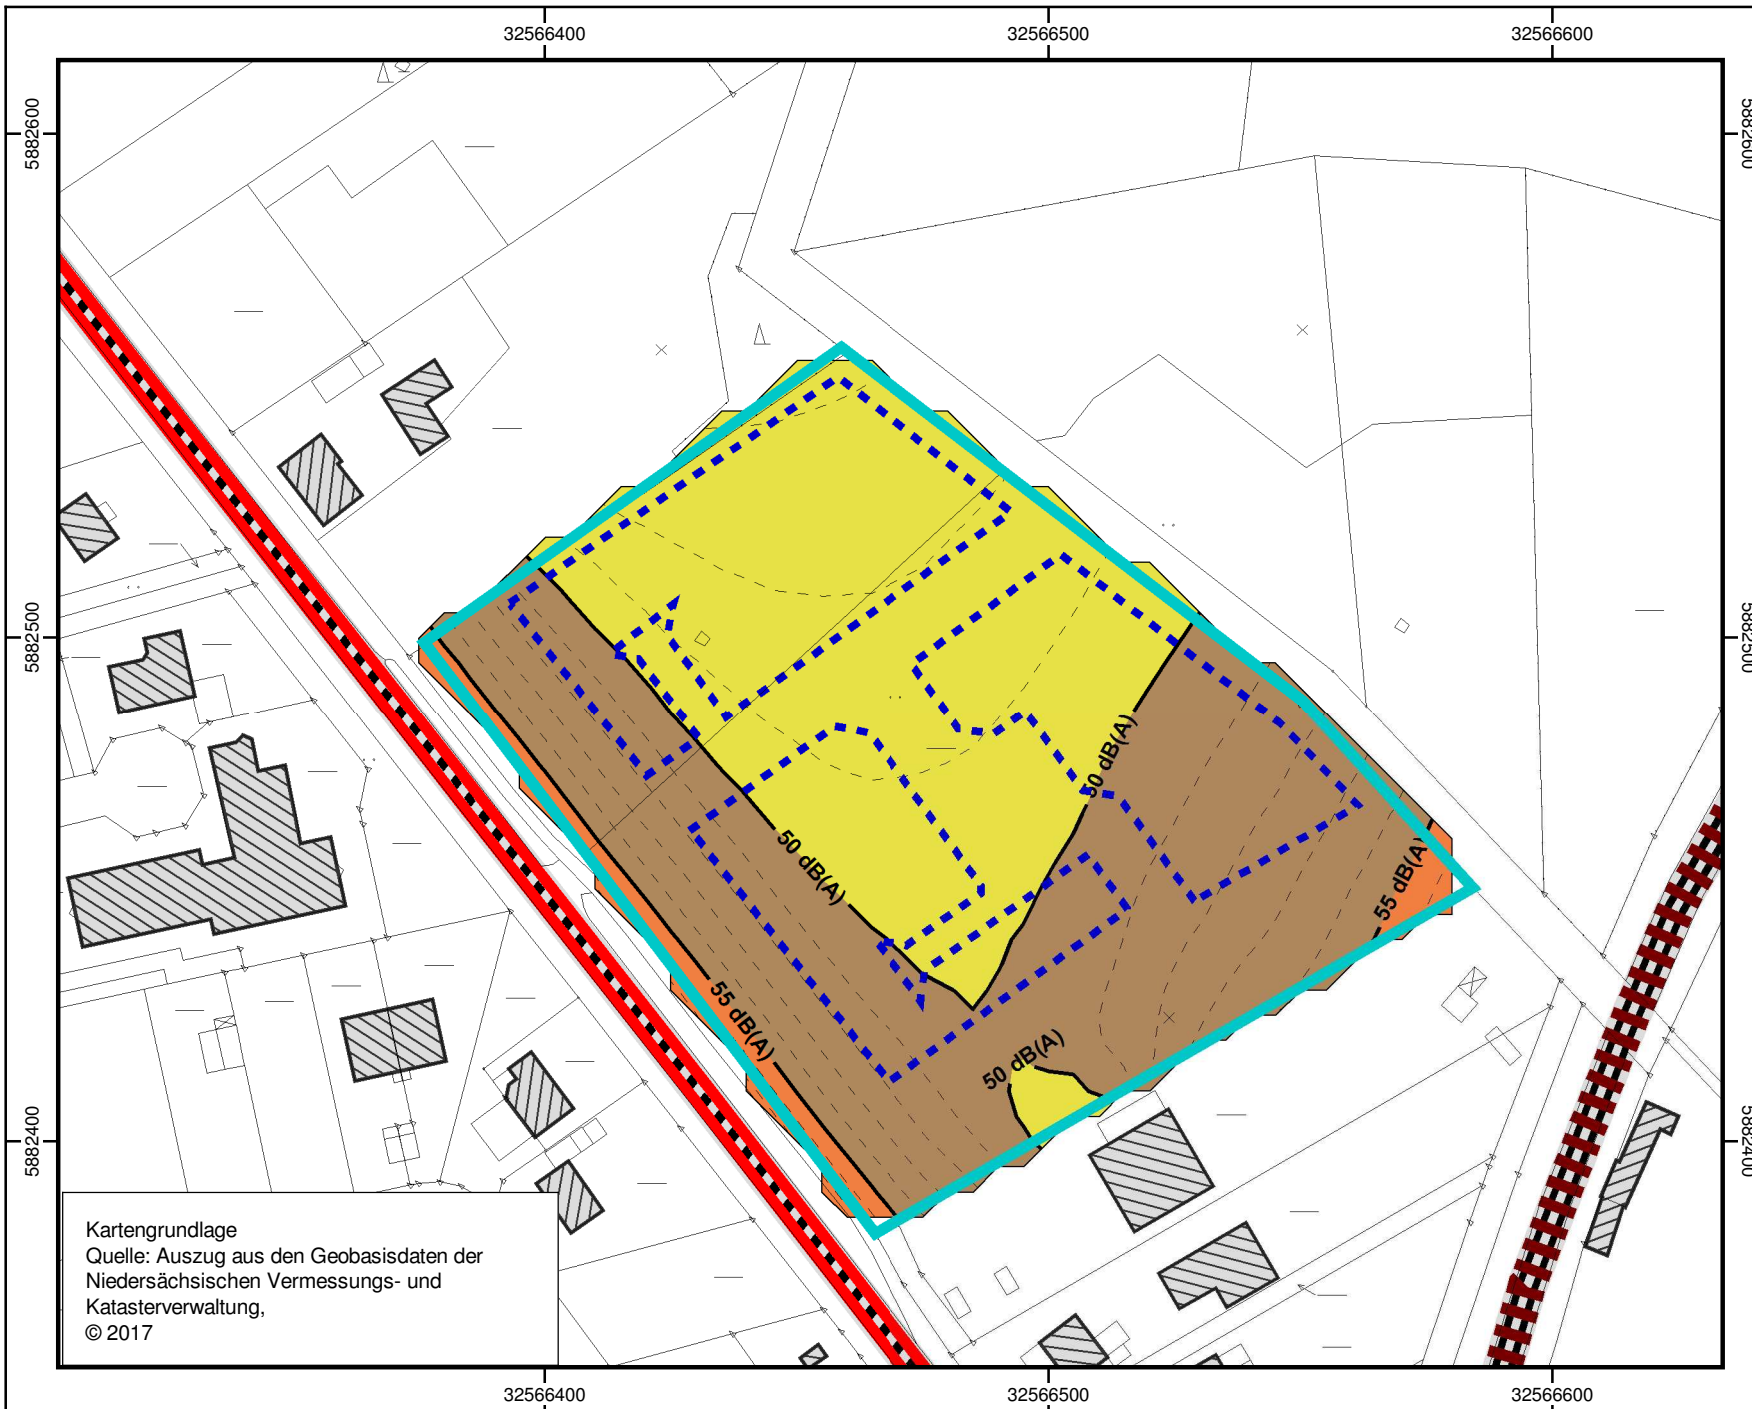 32566400
32566500
32566600
5882600
5882600
5882500
5882500
50 dB(A)
50 dB(A)
55 dB(A)
55 dB(A)
50 dB(A)
5882400
5882400
Kartengrundlage
Quelle: Auszug aus den Geobasisdaten der
Niedersächsischen Vermessungs- und
Katasterverwaltung,
© 2017
32566400
32566500
32566600